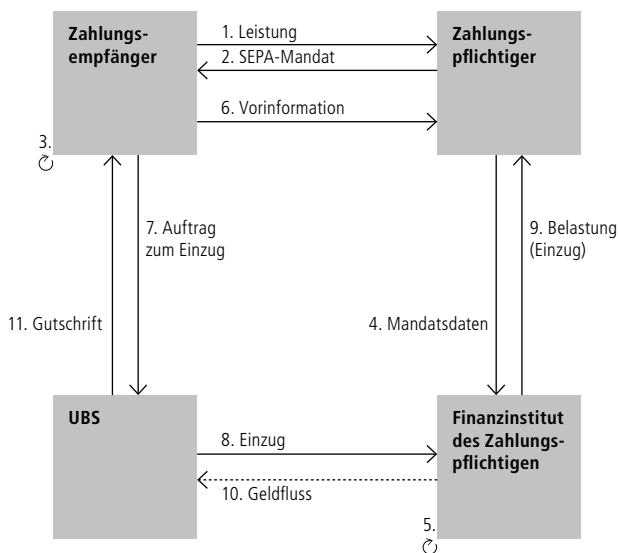 Zahlungs-
empfänger
1. Leistung
2. SEPA-Mandat
6. Vorinformation
Zahlungs-
pflichtiger
3.
7. Auftrag
zum Einzug
9. Belastung
(Einzug)
11. Gutschrift
4. Mandatsdaten
UBS
8. Einzug
10. Geldfluss
Finanzinstitut
des Zahlungs-
pflichtigen
5.